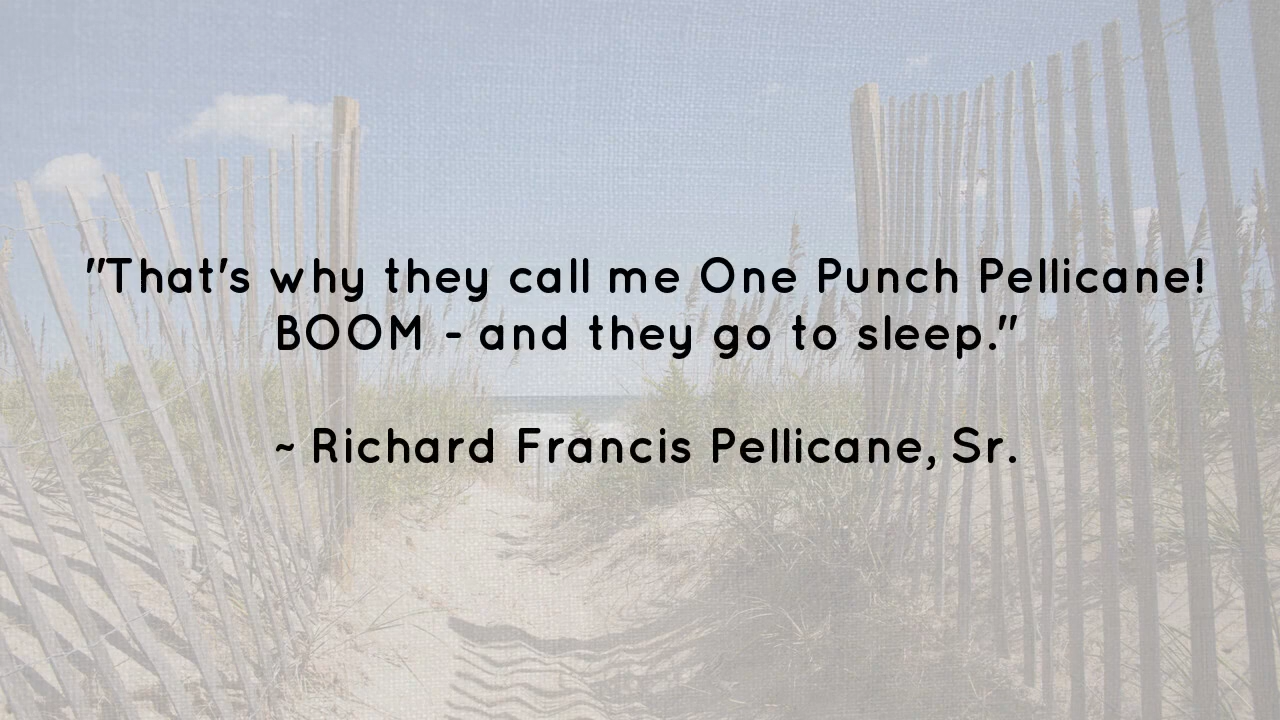 "That's why they call me One Punch Pellicane!
BOOM - and they go to sleep."
~ Richard Francis Pellicane, Sr.